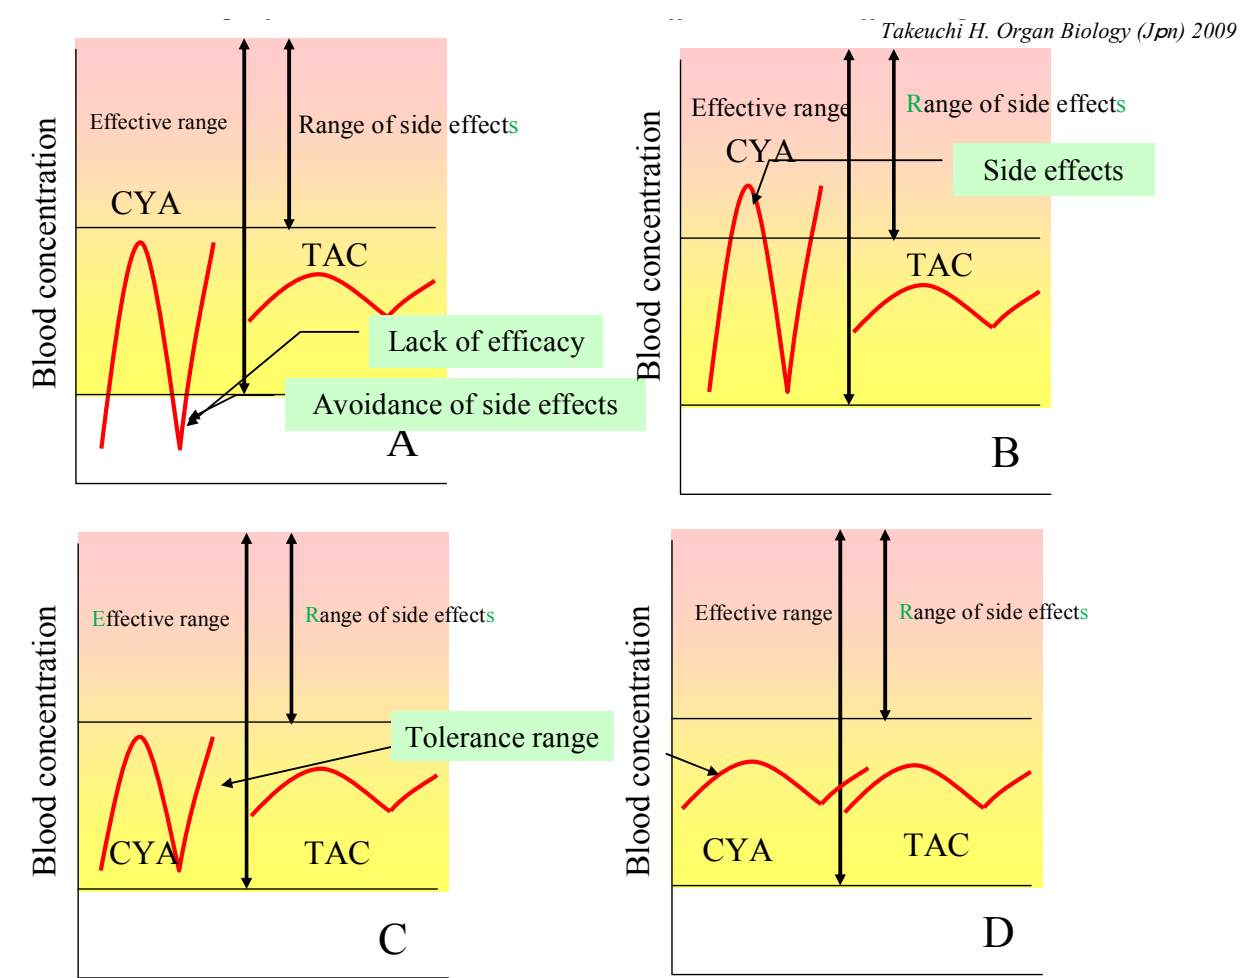 Takeuchi H. Organ Biology (Jpn) 2009
Blood concentration
Effective range
Range of side effects
CYA
TAC
Lack of efficacy
Avoidance of side effects
A
Blood concentration
Effective range
Range of side effects
CYA
Side effects
TAC
B
Blood concentration
Effective range
Range of side effects
Tolerance range
CYA
TAC
C
Blood concentration
Effective range
Range of side effects
CYA
TAC
D